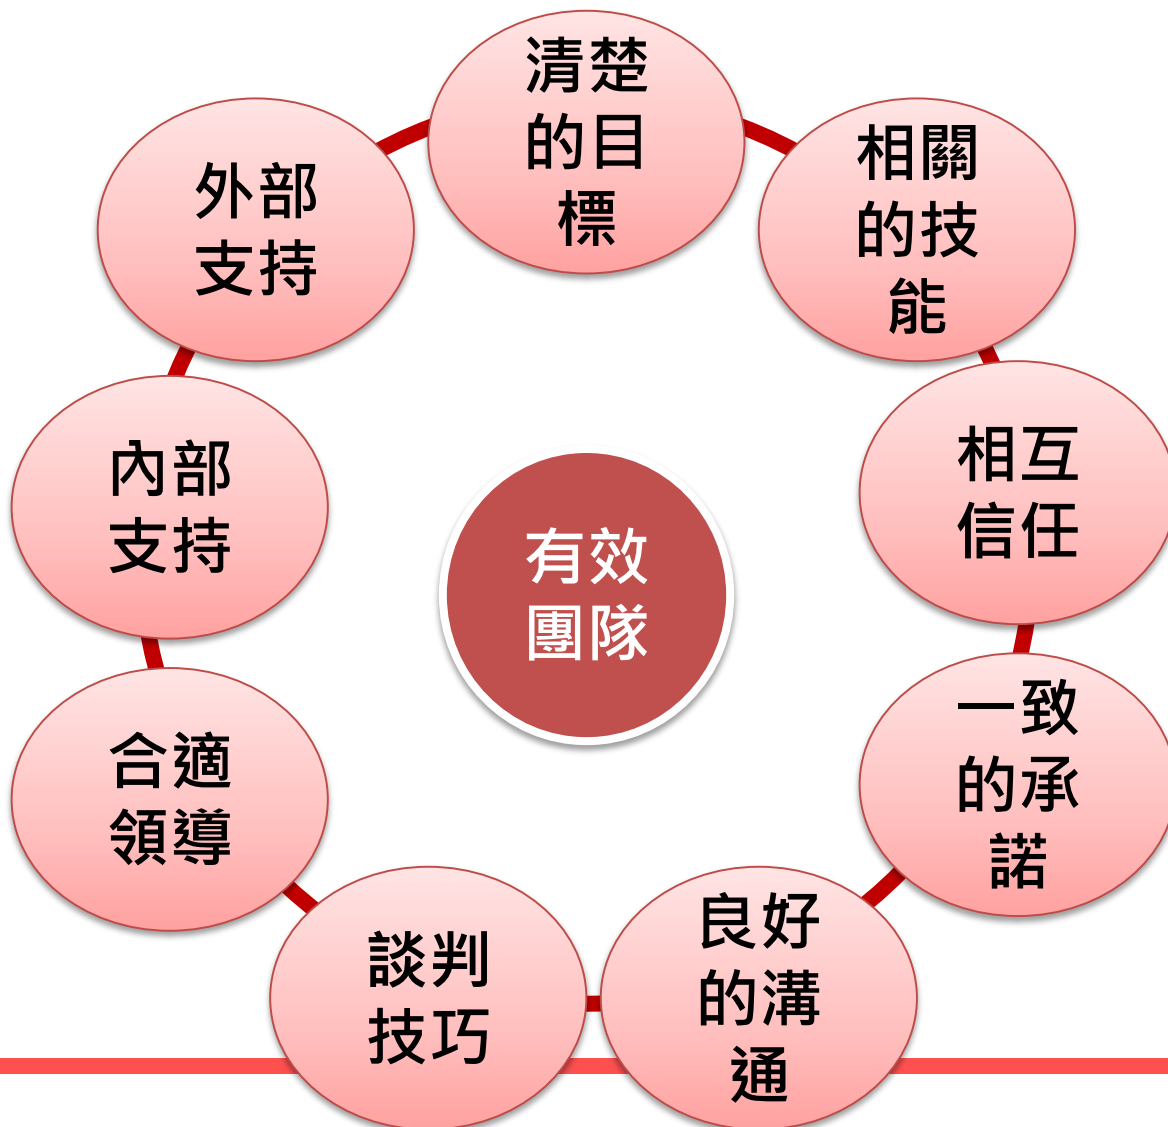 清楚
的目
標
相關
的技
能
相互
信任
一致
的承
諾
良好
的溝
通
談判
技巧
合適
領導
內部
支持
外部
支持
有效
團隊